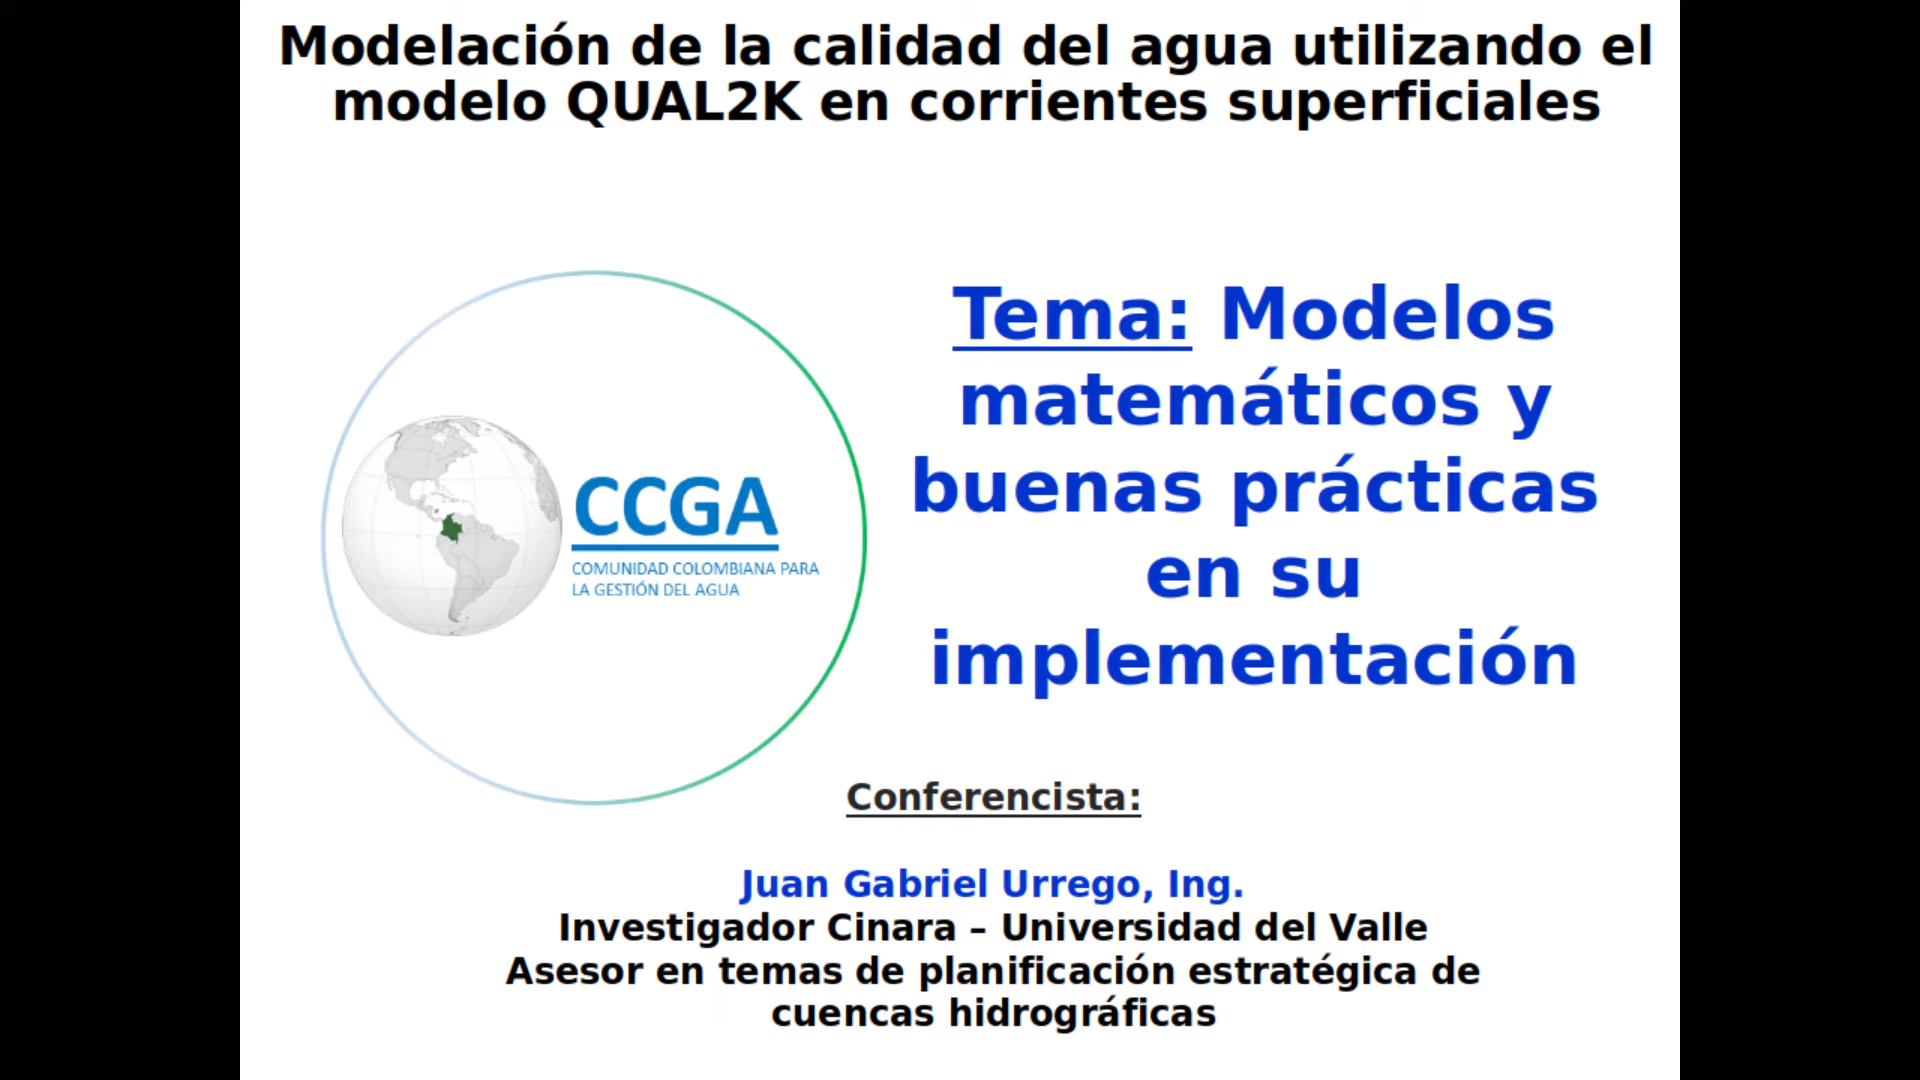 Modelación de la calidad del agua utilizando el
modelo QUAL2K en corrientes superficiales
Tema: Modelos
matemáticos y
buenas prácticas
en su
implementación
CCGA
COMUNIDAD COLOMBIANA PARA
LA GESTIÓN DEL AGUA
Conferencista:
Juan Gabriel Urrego, Ing.
Investigador Cinara – Universidad del Valle
Asesor en temas de planificación estratégica de
cuencas hidrográficas